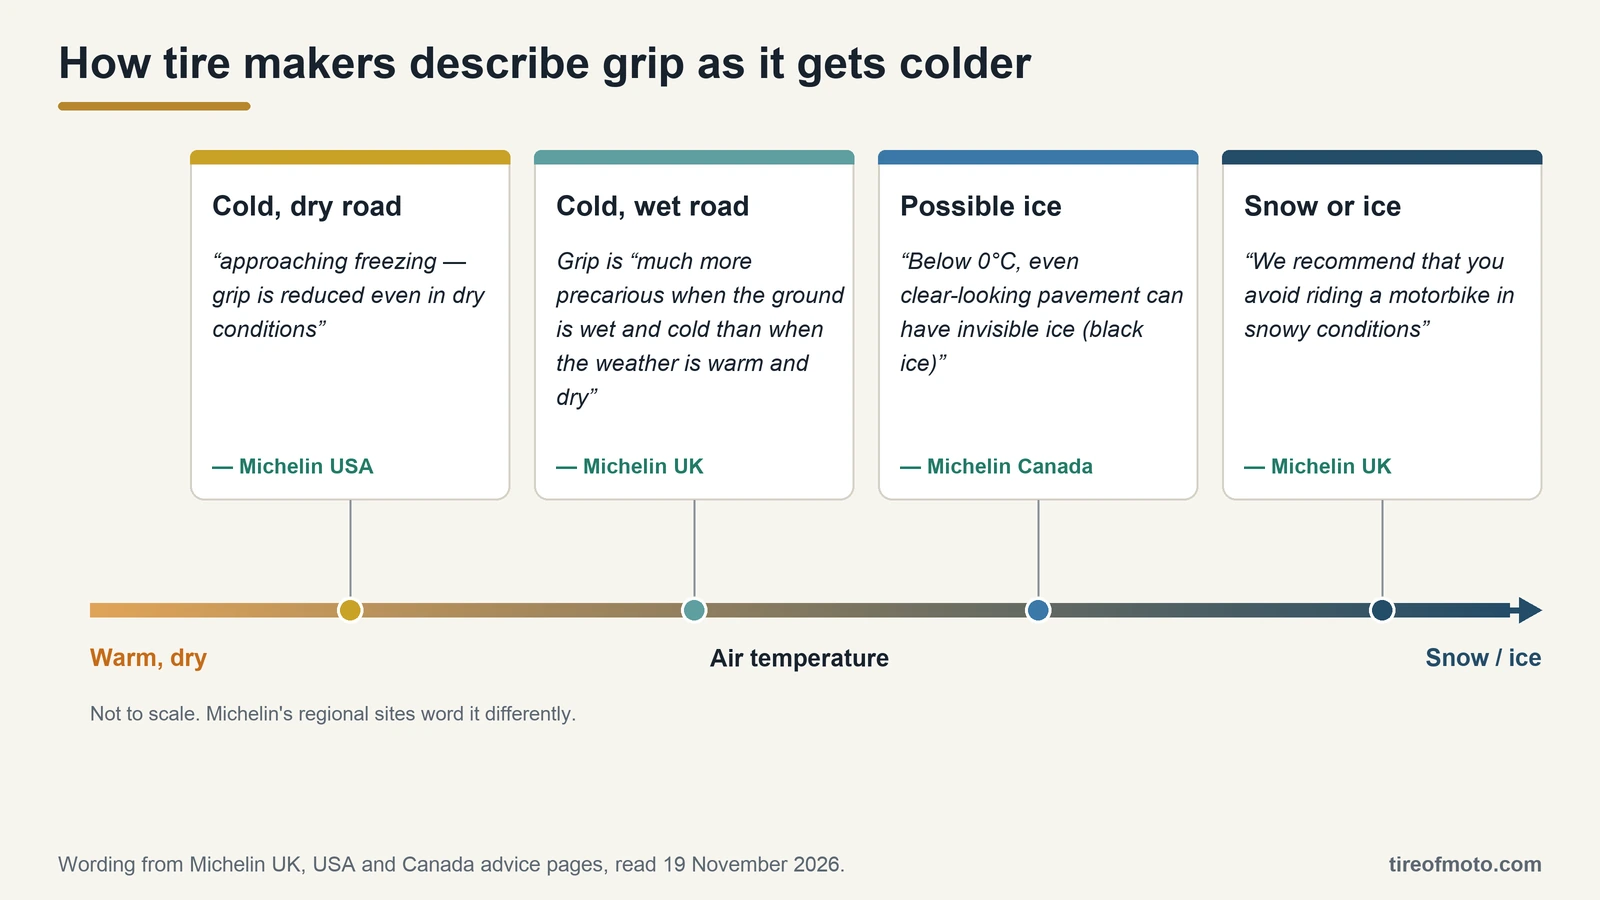 How tire makers describe grip as it gets colder
Cold, dry road
“approaching freezing —
grip is reduced even in dry
conditions”
— Michelin USA
Cold, wet road
Grip is “much more
precarious when the ground
is wet and cold than when
the weather is warm and
dry”
— Michelin UK
Possible ice
“Below 0°C, even
clear-looking pavement can
have invisible ice (black
ice)”
— Michelin Canada
Snow or ice
“We recommend that you
avoid riding a motorbike in
snowy conditions”
— Michelin UK
Warm, dry
Air temperature
Snow / ice
Not to scale. Michelin's regional sites word it differently.
Wording from Michelin UK, USA and Canada advice pages, read 19 November 2026.
tireofmoto.com